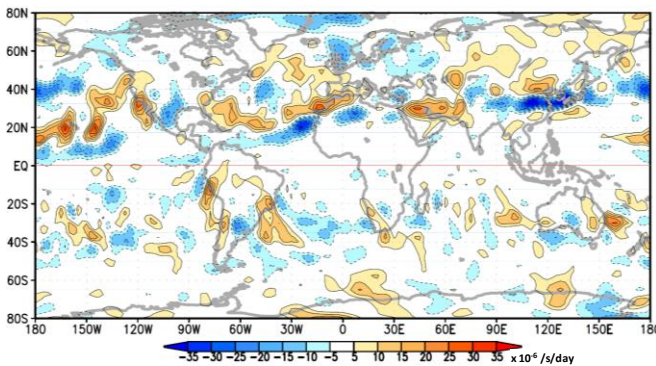 80N
60N
40N
20N
EQ
20S
40S
60S
80S
180 150W 120W 90W 60W 30W 0 30E 60E 90E 120E 150E 180
-35 -30 -25 -20 -15 -10 -5 5 10 15 20 25 30 35 x 10⁻⁶ /s/day